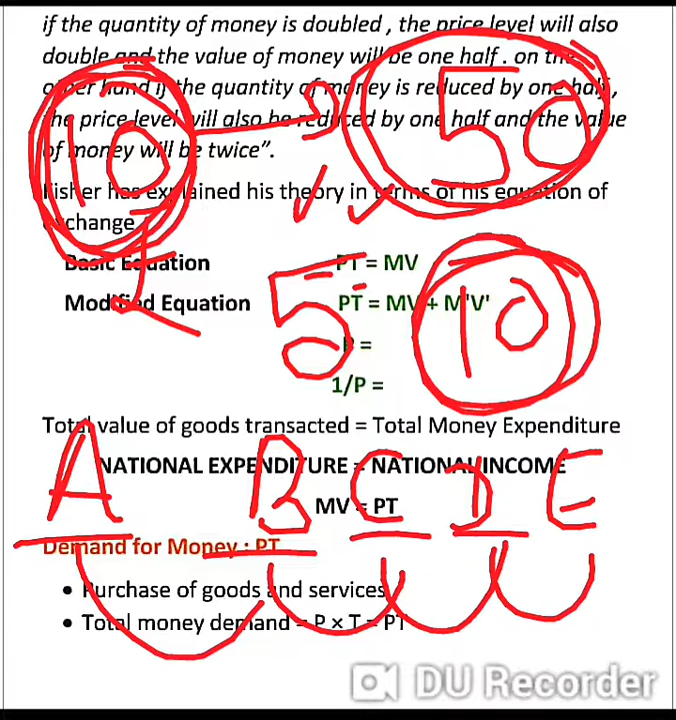 if the quantity of money is doubled , the price level will also
double and the value of money will be one half . on the
other hand if the quantity of money is reduced by one half,
the price level will also be reduced by one half and the value
of money will be twice”.
10
50
Fisher has explained his theory in terms of his equation of
exchange
Basic Equation PT = MV
Modified Equation PT = MV + M'V'
5
10
P =
1/P =
Total value of goods transacted = Total Money Expenditure
NATIONAL EXPENDITURE = NATIONAL INCOME
MV = PT
A B C D E
Demand for Money : PT
• Purchase of goods and services
• Total money demand = P x T = PT
DU Recorder